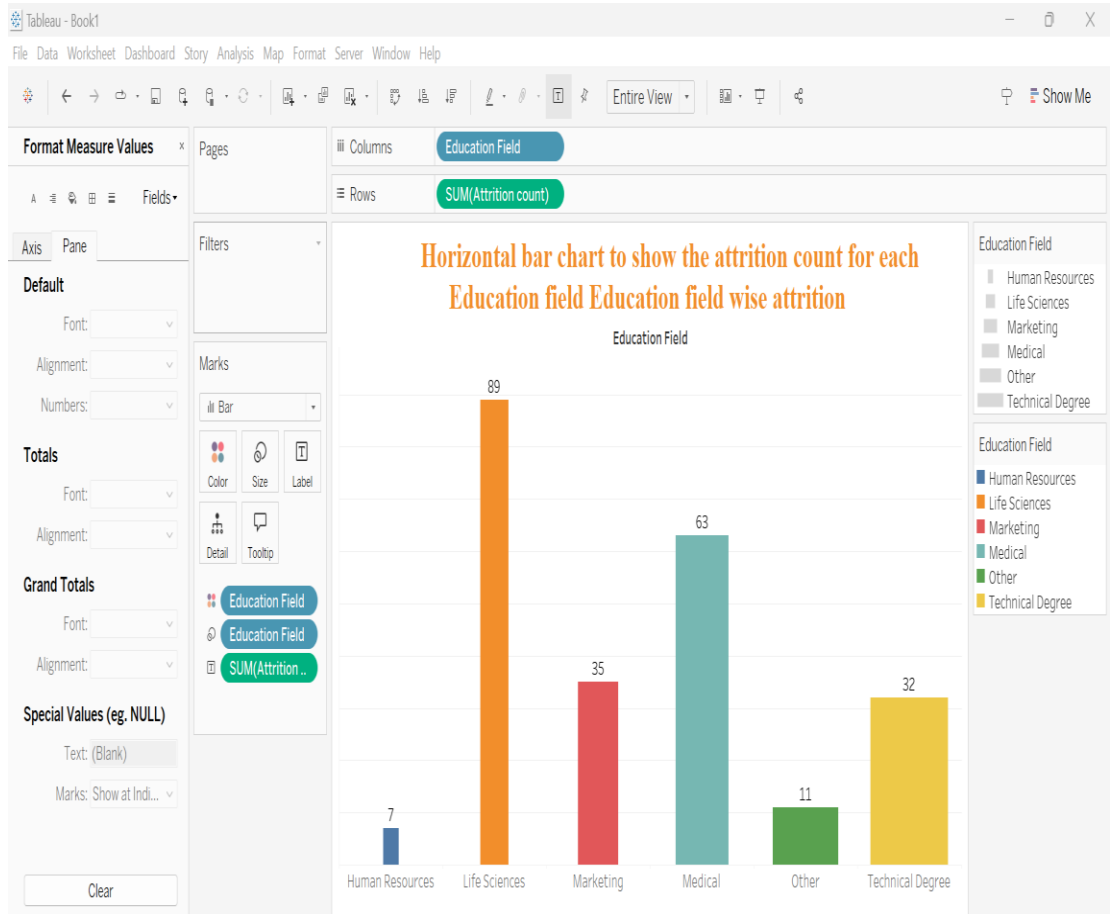 Tableau - Book1
File Data Worksheet Dashboard Story Analysis Map Format Server Window Help
Entire View
Show Me
Format Measure Values
x
Fields
Axis Pane
Default
Font:
Alignment:
Numbers:
Totals
Font:
Alignment:
Grand Totals
Font:
Alignment:
Special Values (eg. NULL)
Text: (Blank)
Marks: Show at Indi...
Clear
Pages
Filters
Marks
Bar
Color Size Label
Detail Tooltip
Education Field
Education Field
SUM(Attrition ..
Columns Education Field
Rows SUM(Attrition count)
Horizontal bar chart to show the attrition count for each
Education field Education field wise attrition
Education Field
89
63
35
32
11
7
Human Resources Life Sciences Marketing Medical Other Technical Degree
Education Field
Human Resources
Life Sciences
Marketing
Medical
Other
Technical Degree
Education Field
Human Resources
Life Sciences
Marketing
Medical
Other
Technical Degree